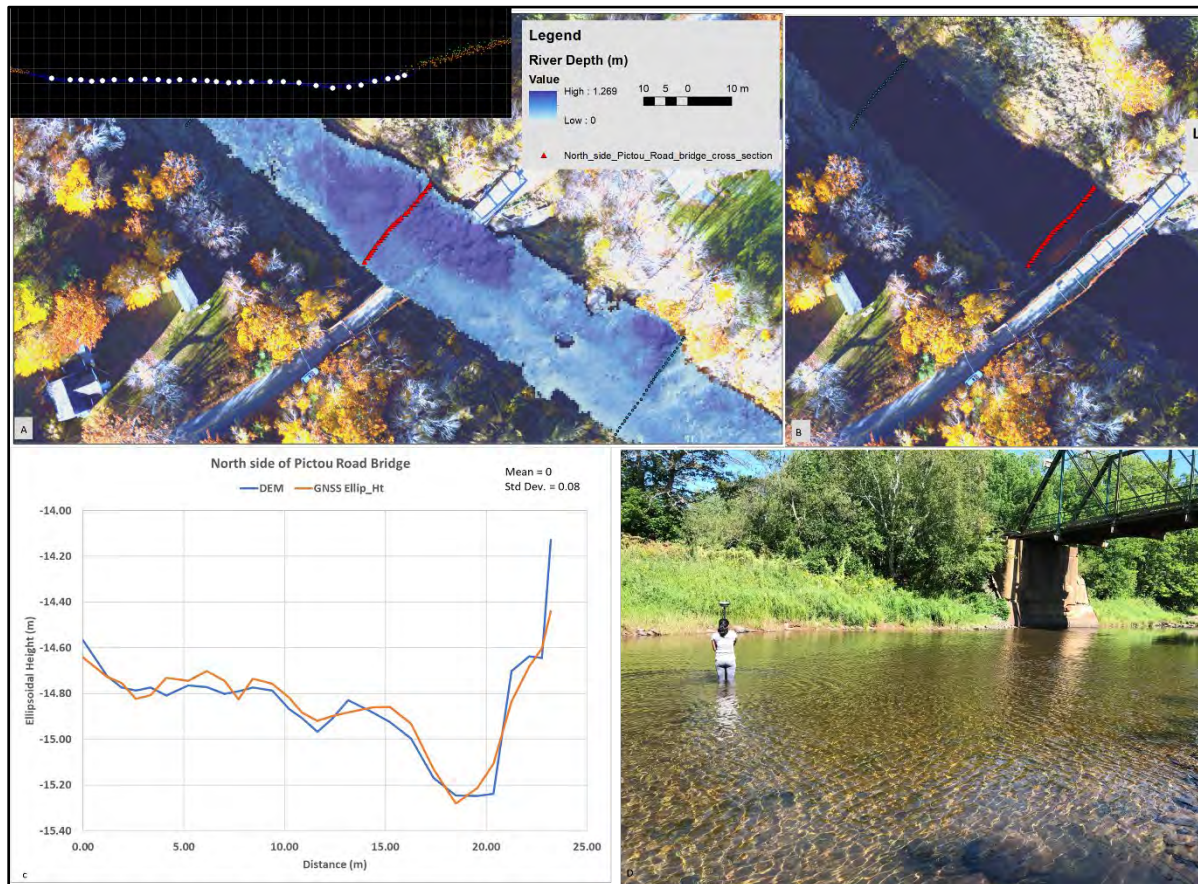 Legend
River Depth (m)
Value
High : 1.269
Low : 0
10 5 0 10 m
North_side_Pictou_Road_bridge_cross_section
L
A
B
North side of Pictou Road Bridge
DEM GNSS Ellip_Ht
Mean = 0
Std Dev. = 0.08
Ellipsoidal Height (m)
-14.00
-14.20
-14.40
-14.60
-14.80
-15.00
-15.20
-15.40
0.00 5.00 10.00 15.00 20.00 25.00
Distance (m)
C
D